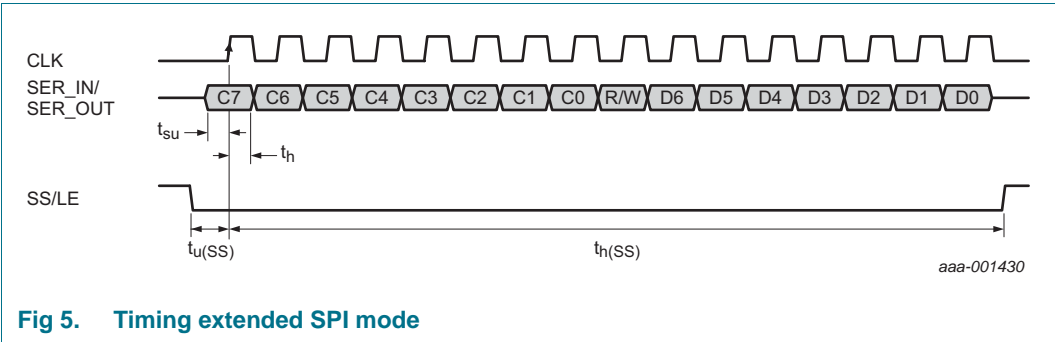 CLK
SER_IN/
SER_OUT
C7 C6 C5 C4 C3 C2 C1 C0 R/W D6 D5 D4 D3 D2 D1 D0
tsu
th
SS/LE
tu(SS)
th(SS)
aaa-001430
Fig 5. Timing extended SPI mode